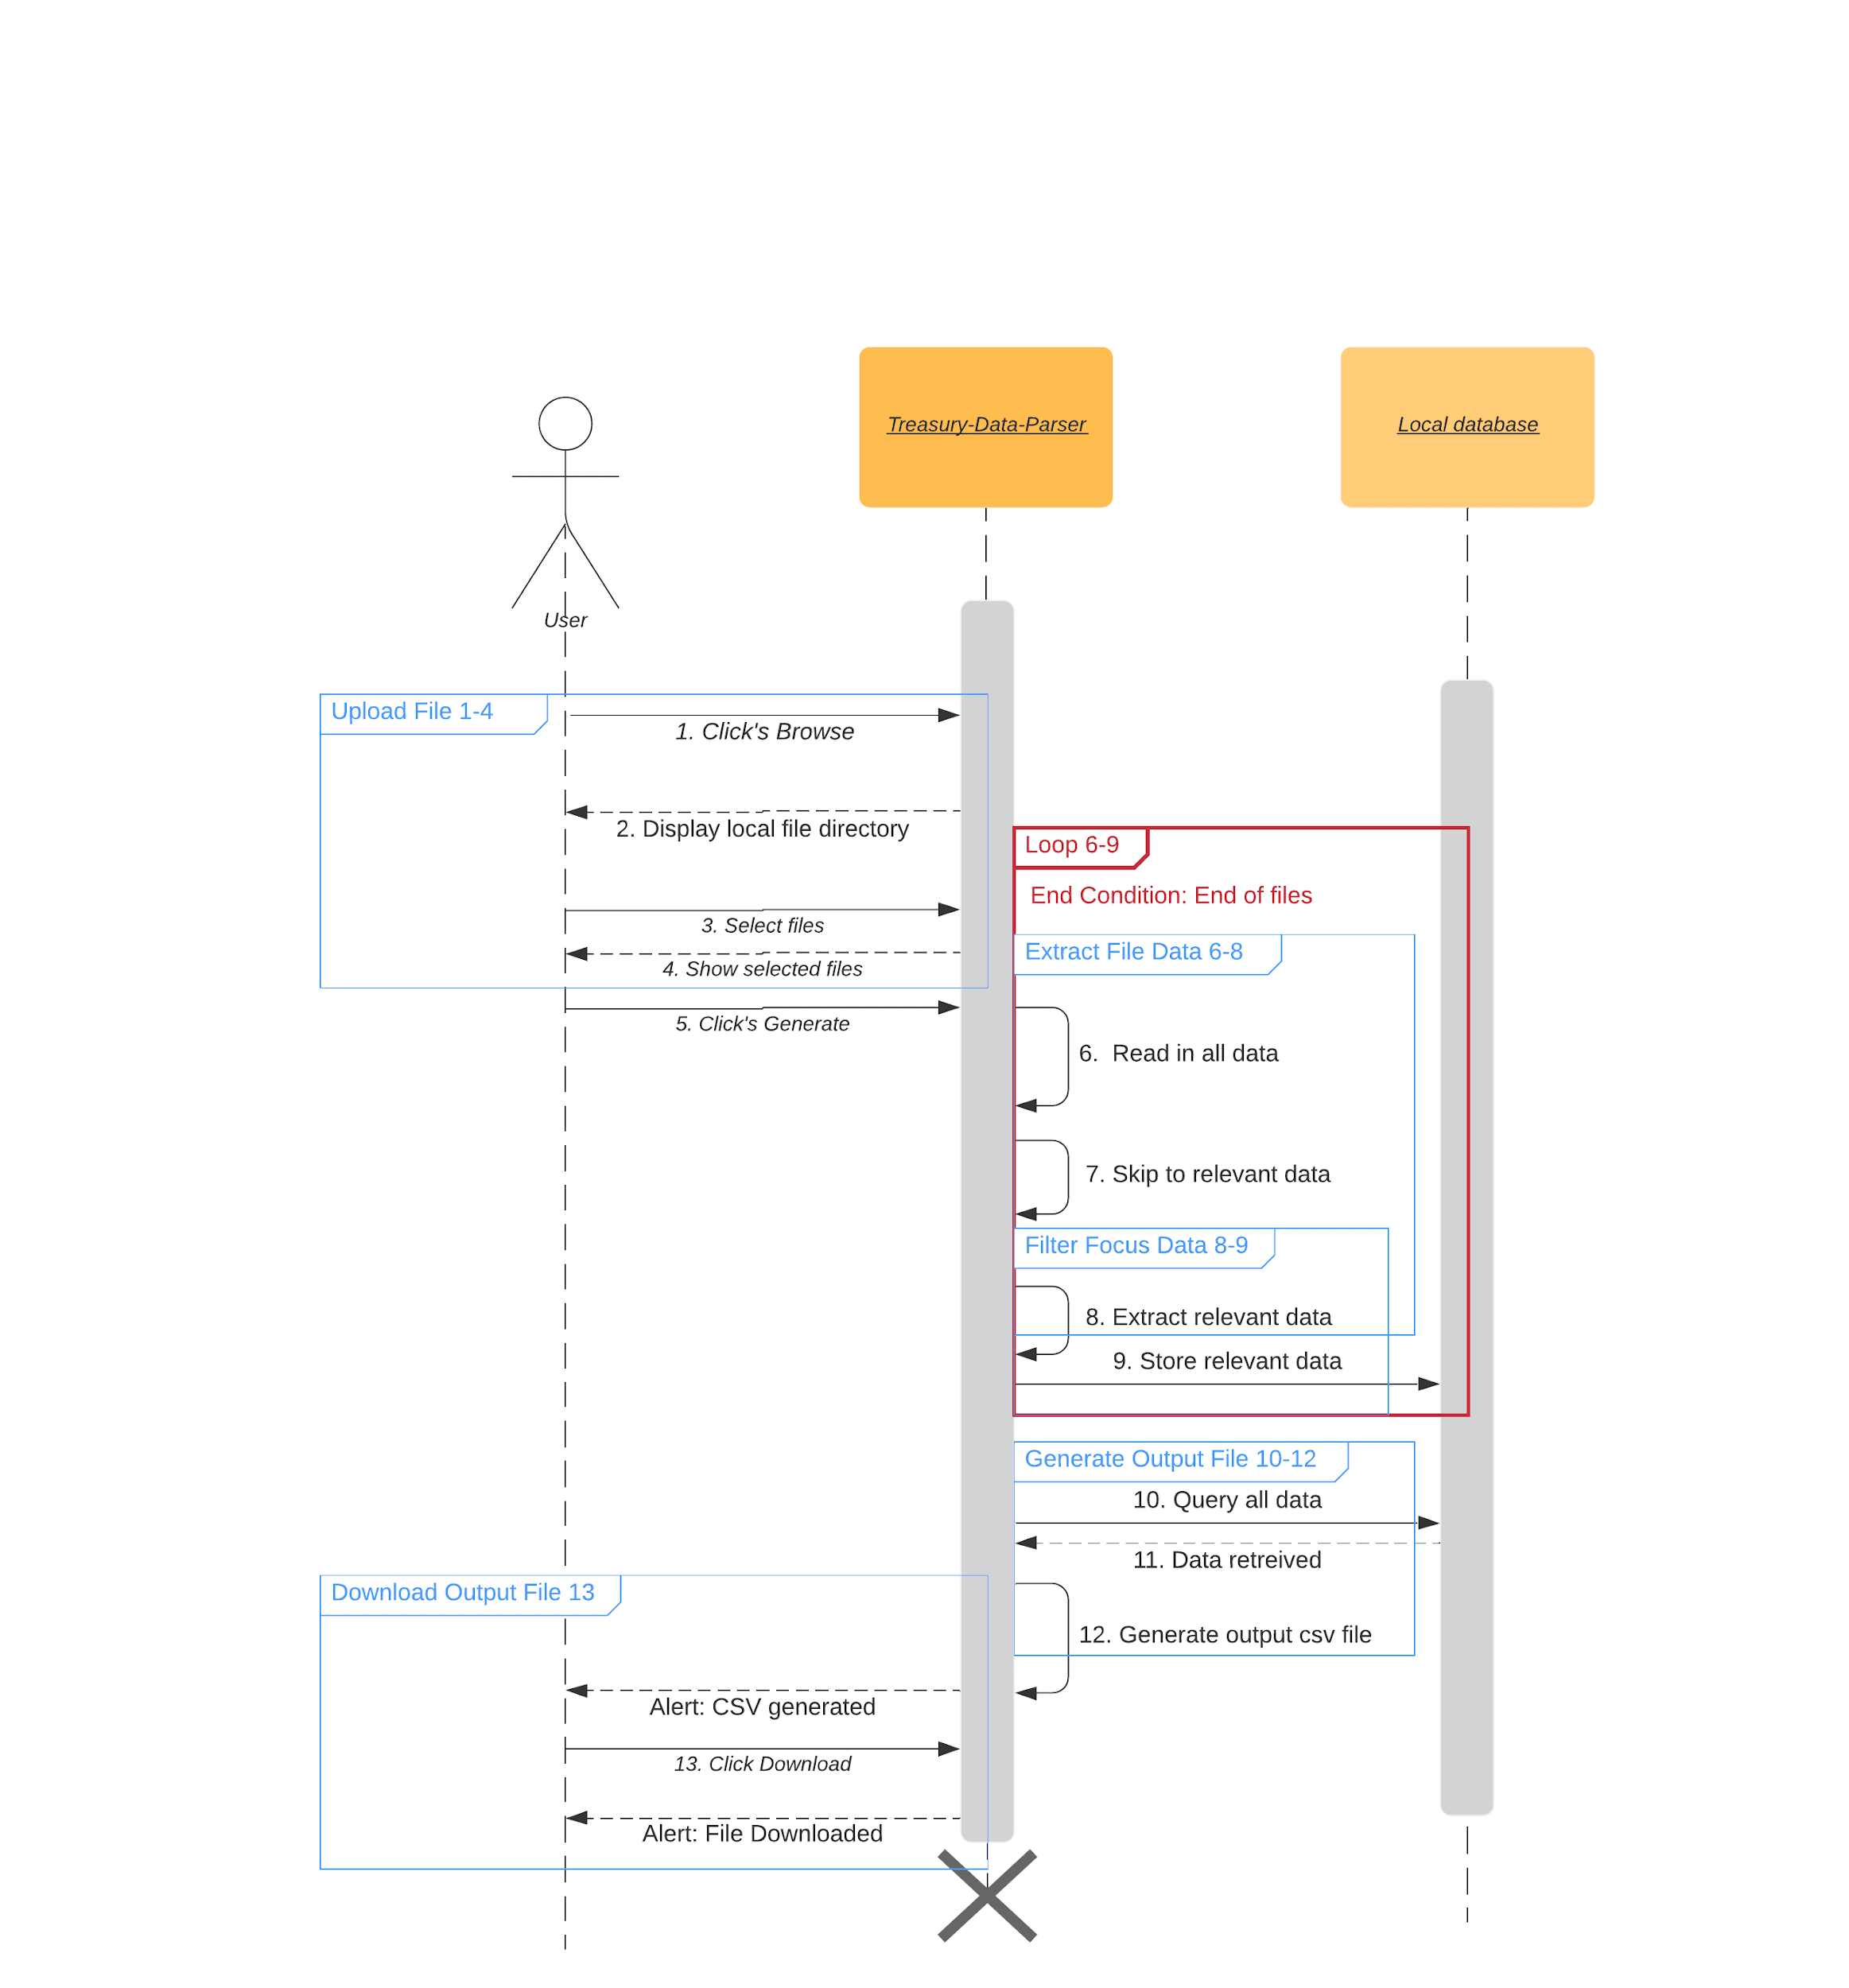 Treasury-Data-Parser
Local database
User
Upload File 1-4
1. Click's Browse
2. Display local file directory
Loop 6-9
End Condition: End of files
3. Select files
Extract File Data 6-8
4. Show selected files
5. Click's Generate
6. Read in all data
7. Skip to relevant data
Filter Focus Data 8-9
8. Extract relevant data
9. Store relevant data
Generate Output File 10-12
10. Query all data
11. Data retreived
Download Output File 13
12. Generate output csv file
Alert: CSV generated
13. Click Download
Alert: File Downloaded